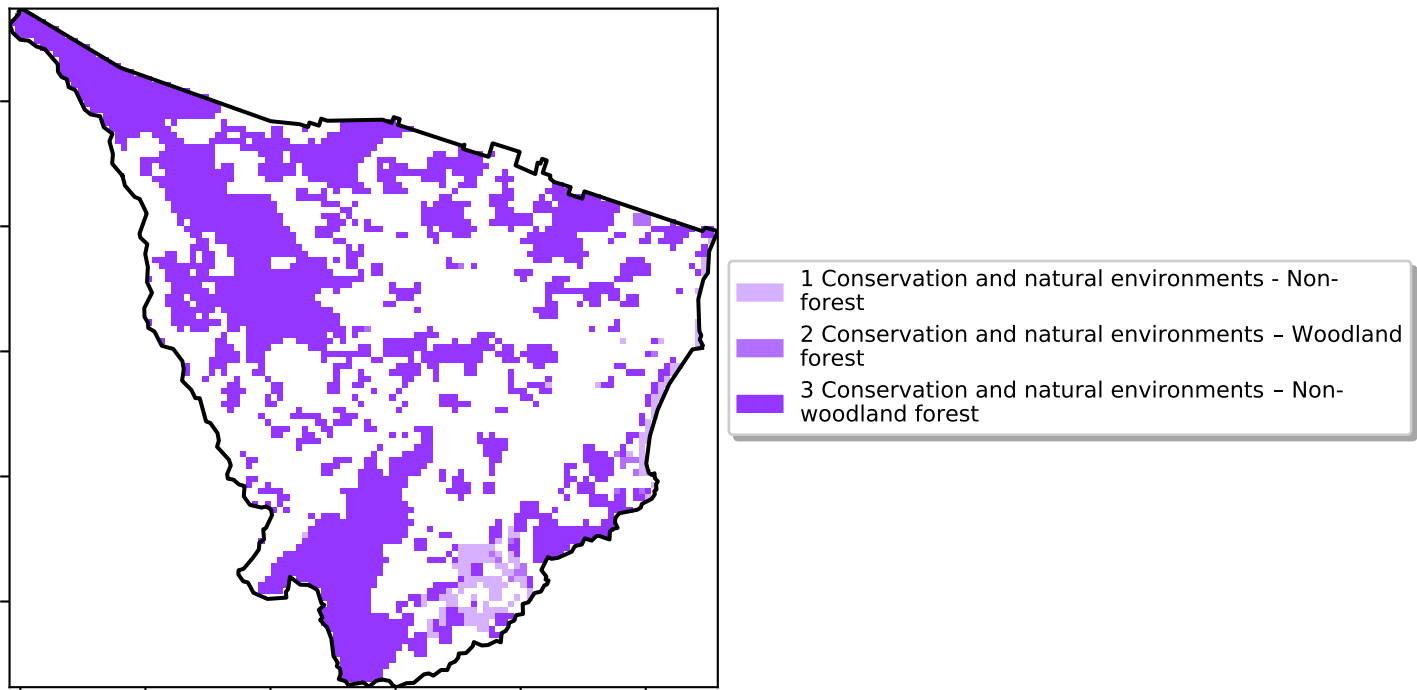 1 Conservation and natural environments - Non-
forest
2 Conservation and natural environments – Woodland
forest
3 Conservation and natural environments – Non-
woodland forest